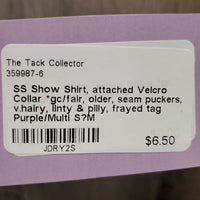 The Tack Collector
359987-6
SS Show Shirt, attached Velcro
Collar *gc/fair, older, seam puckers,
v.hairy, linty & pilly, frayed tag
Purple/Multi S?M
$6.50
JDRY2S